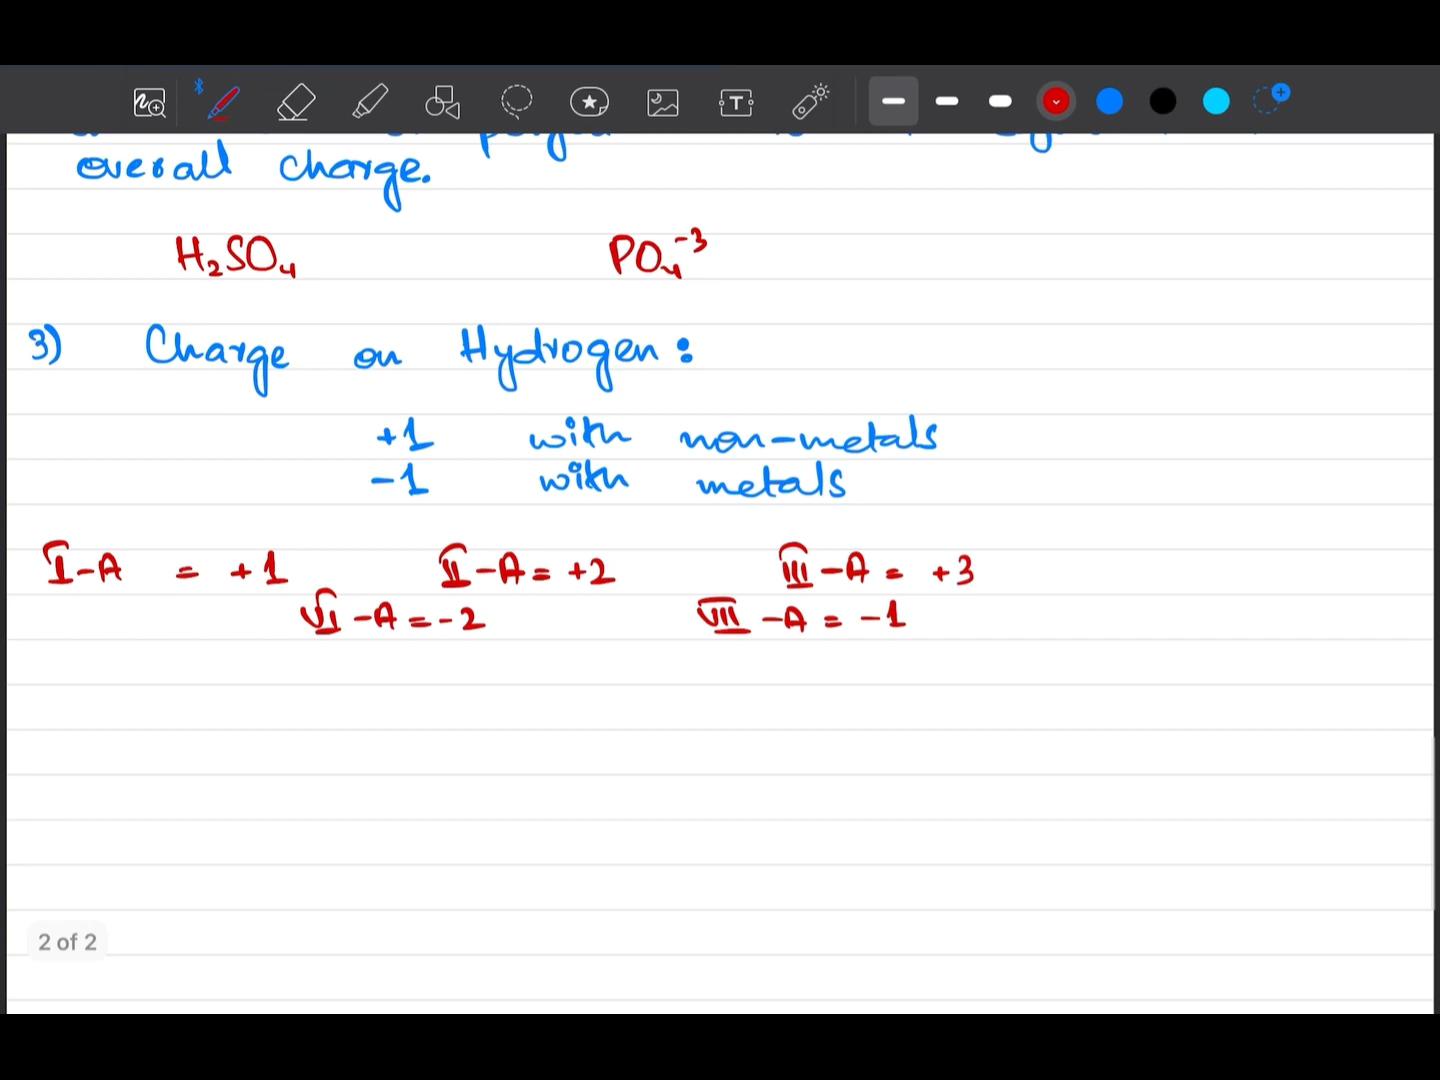 overall charge.
H₂SO₄ PO₄⁻³
3) Charge on Hydrogen:
+1 with non-metals
-1 with metals
I-A = +1 II-A = +2 III-A = +3
VI-A = -2 VII-A = -1
2 of 2